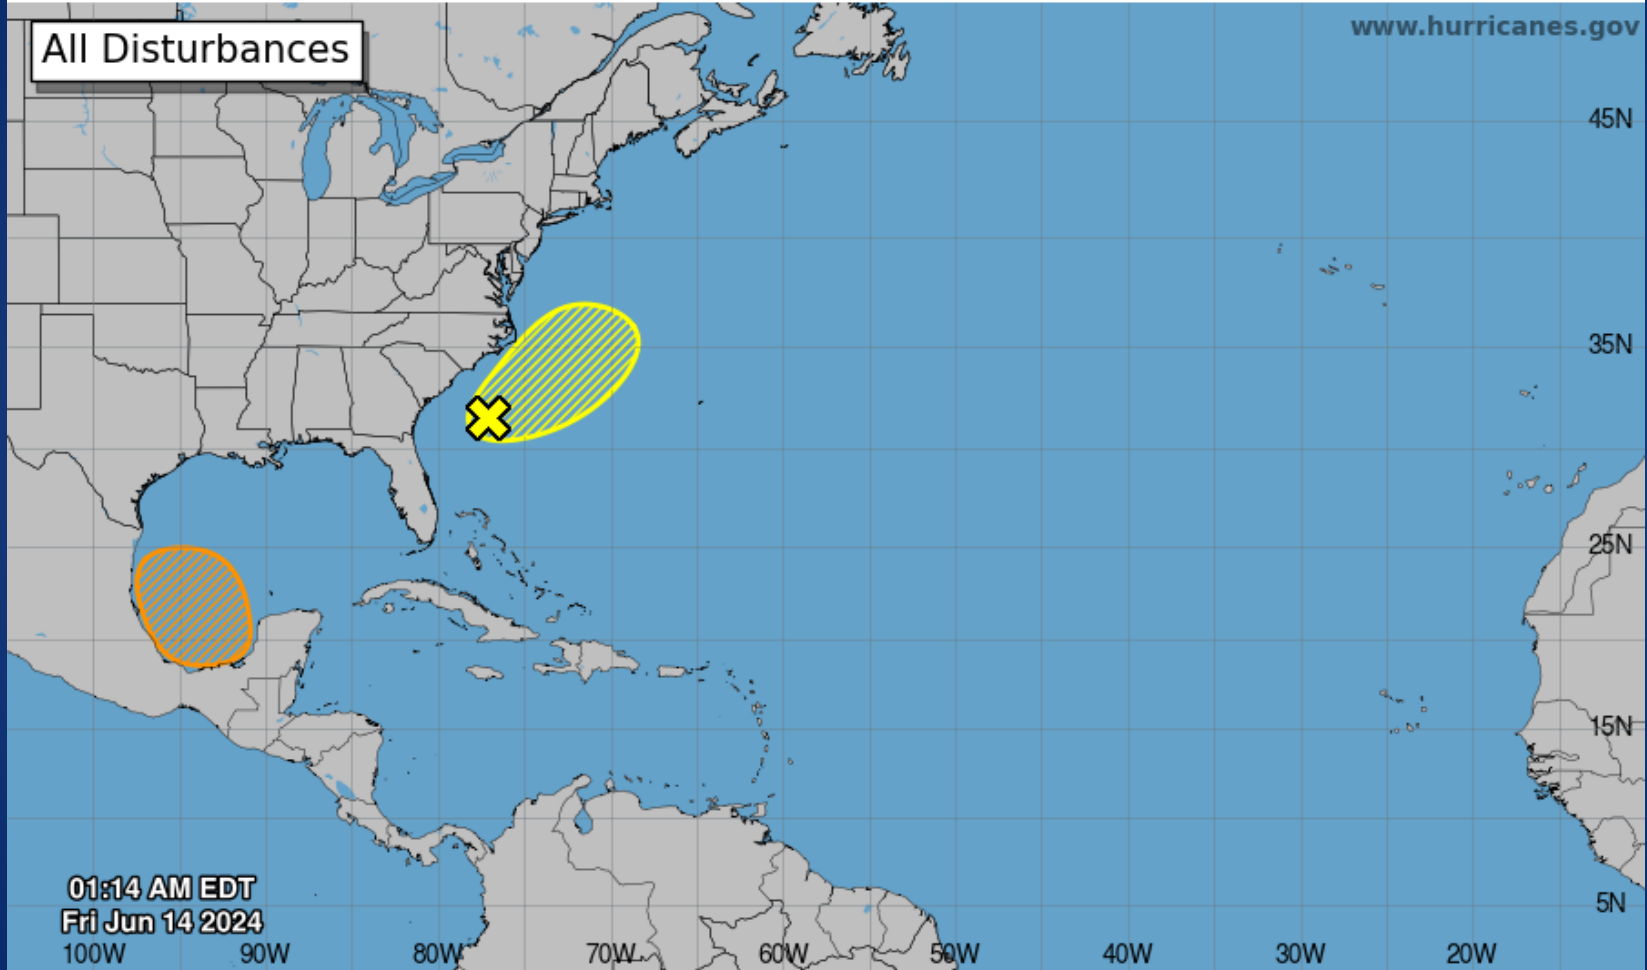 All Disturbances
www.hurricanes.gov
45N
35N
25N
15N
5N
01:14 AM EDT
Fri Jun 14 2024
100W 90W 80W 70W 60W 50W 40W 30W 20W